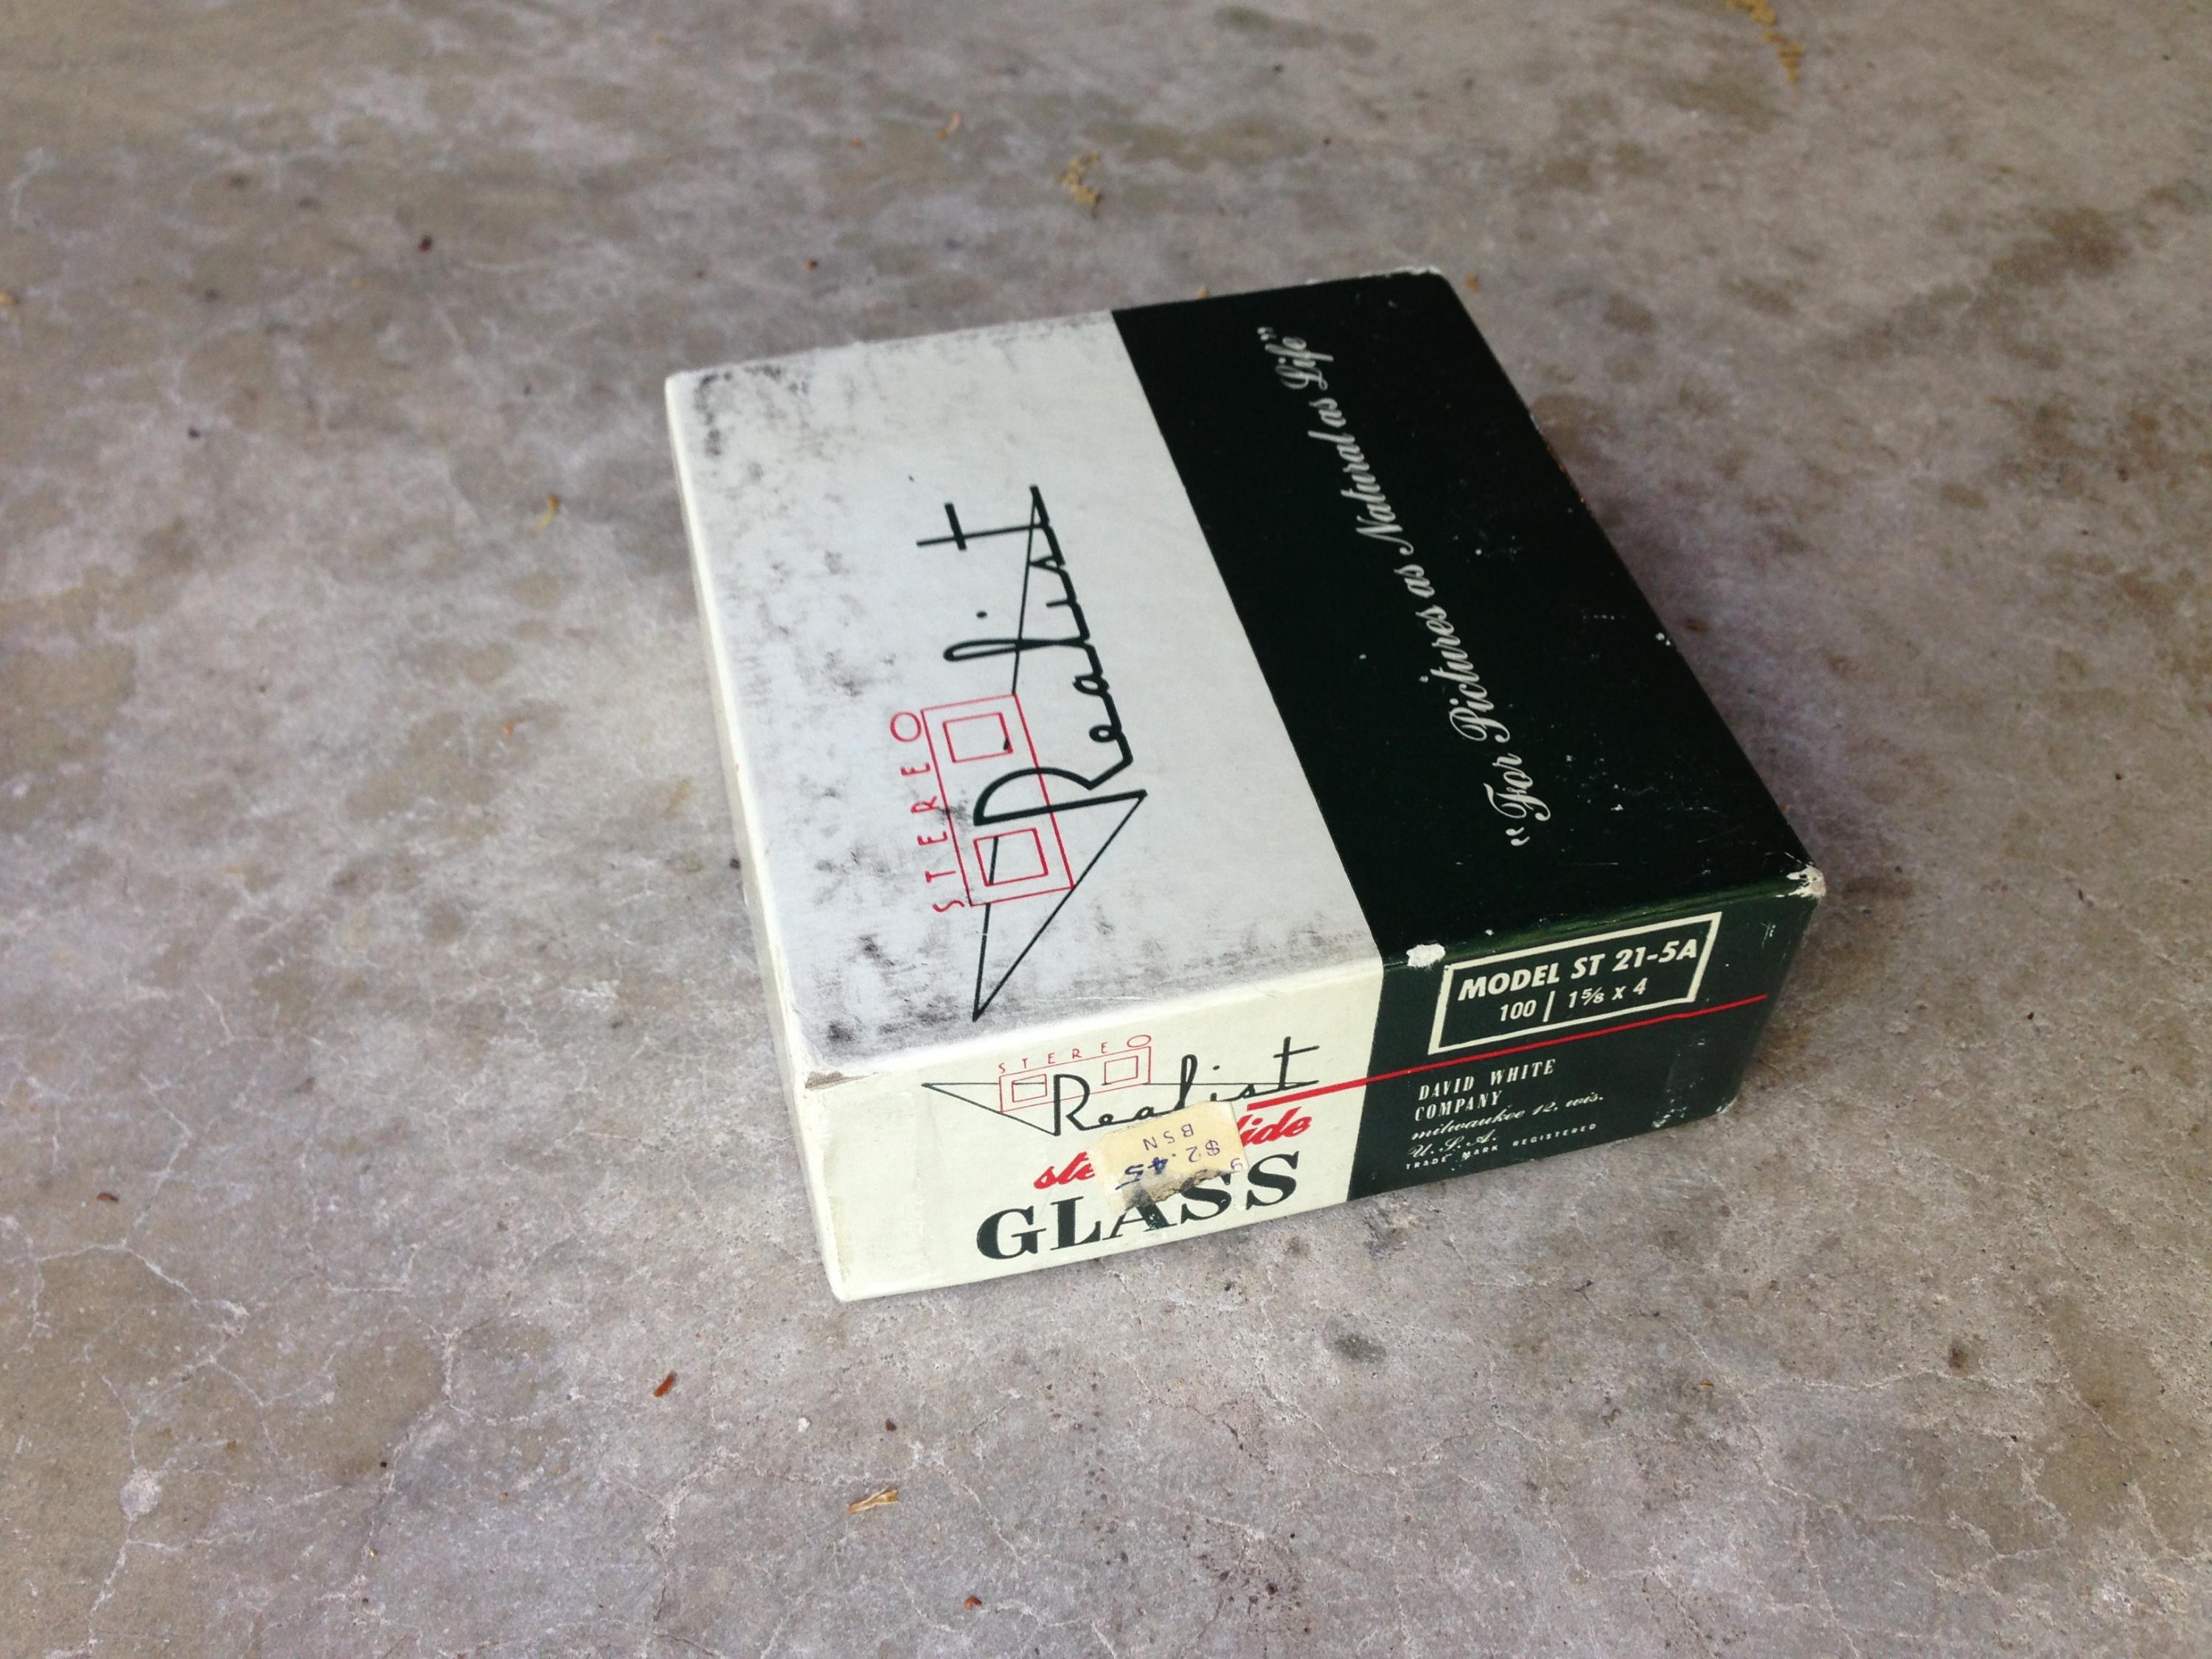 STEREO
Realist
"For Pictures as Natural as Life"
STEREO
Realist
GLASS
$2.45
BSN
MODEL ST 21-5A
100 | 1⅝ x 4
DAVID WHITE
COMPANY
milwaukee 12, wis.
U.S.A.
TRADE MARK REGISTERED